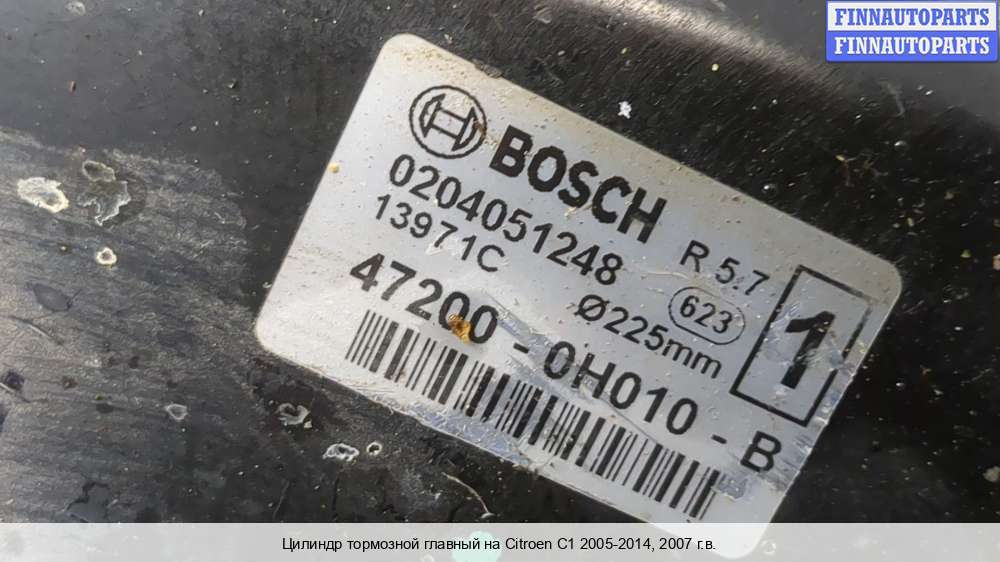 FINNAUTOPARTS
FINNAUTOPARTS
BOSCH
0204051248
R 5.7
13971C
623
1
Ø225mm
47200 - 0H010 - B
Цилиндр тормозной главный на Citroen C1 2005-2014, 2007 г.в.